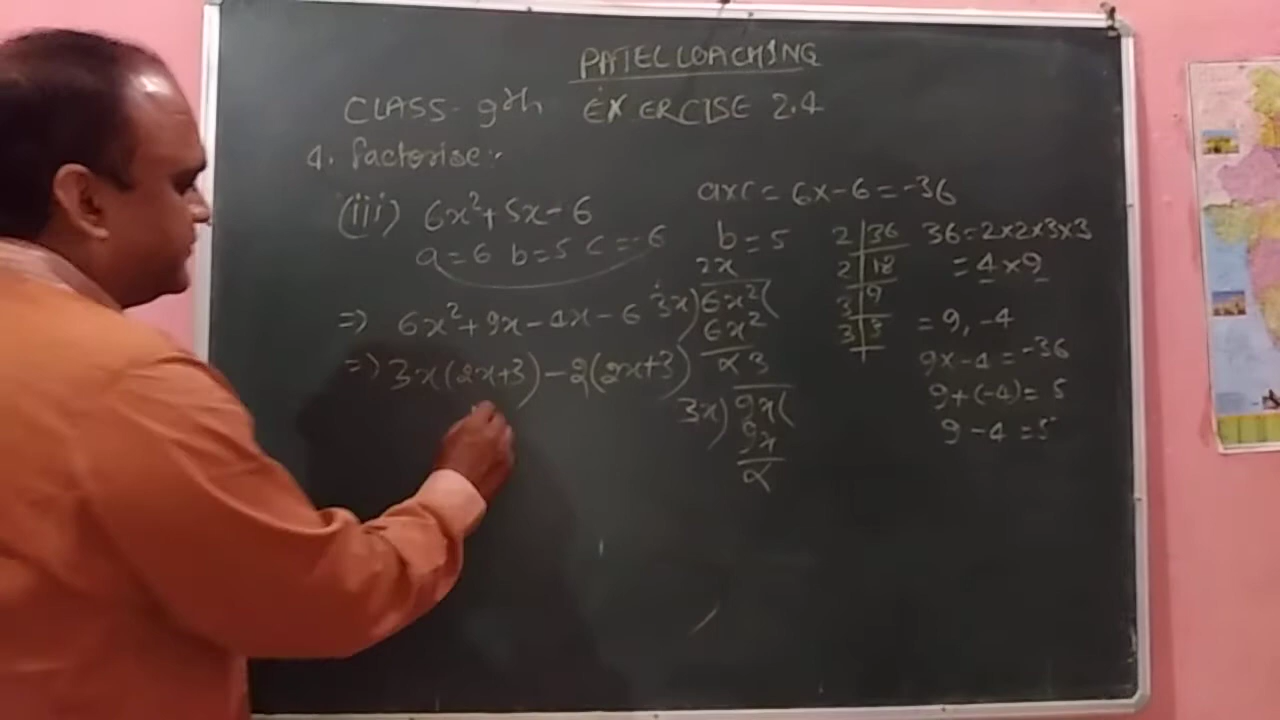 PATEL COACHING
CLASS- 9th EXERCISE 2.4
4. factorise:-
(iii) 6x²+5x-6
a=6 b=5 c=-6
=> 6x²+9x-4x-6
=> 3x(2x+3)-2(2x+3)
axc = 6x-6 = -36
b = 5
2x
3x)6x²(
6x²
x 3
3x) 9x(
9x
x
2|36
2|18
3|9
3|3
36=2x2x3x3
= 4x9
= 9, -4
9x-4 = -36
9+(-4)= 5
9-4 =5